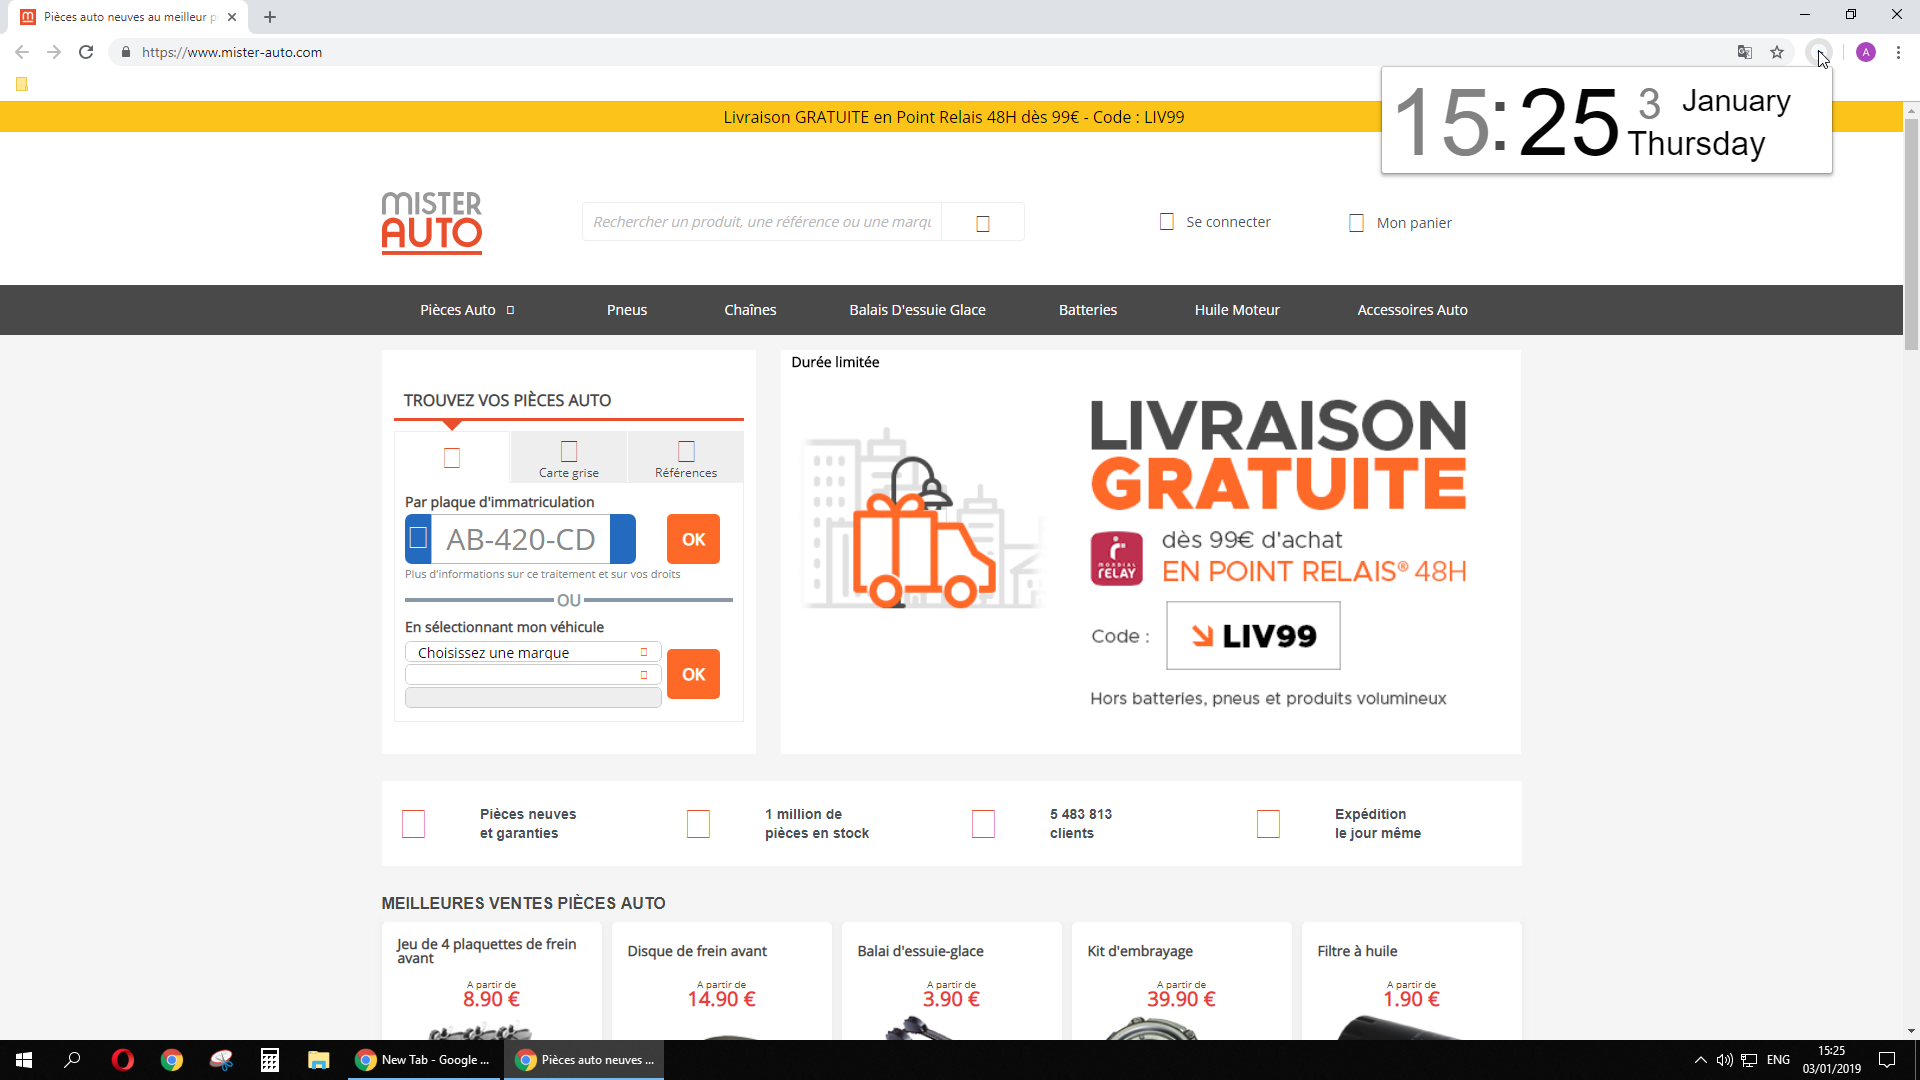 Pièces auto neuves au meilleur p
https://www.mister-auto.com
A
Livraison GRATUITE en Point Relais 48H dès 99€ - Code : LIV99
15:25
3 January
Thursday
MISTER
AUTO
Rechercher un produit, une référence ou une marqu
Se connecter
Mon panier
Pièces Auto
Pneus
Chaînes
Balais D'essuie Glace
Batteries
Huile Moteur
Accessoires Auto
TROUVEZ VOS PIÈCES AUTO
Carte grise
Références
Par plaque d'immatriculation
AB-420-CD
OK
Plus d'informations sur ce traitement et sur vos droits
OU
En sélectionnant mon véhicule
Choisissez une marque
OK
Durée limitée
LIVRAISON
GRATUITE
MONDIAL
RELAY
dès 99€ d'achat
EN POINT RELAIS® 48H
Code :
LIV99
Hors batteries, pneus et produits volumineux
Pièces neuves
et garanties
1 million de
pièces en stock
5 483 813
clients
Expédition
le jour même
MEILLEURES VENTES PIÈCES AUTO
Jeu de 4 plaquettes de frein
avant
A partir de
8.90 €
Disque de frein avant
A partir de
14.90 €
Balai d'essuie-glace
A partir de
3.90 €
Kit d'embrayage
A partir de
39.90 €
Filtre à huile
A partir de
1.90 €
New Tab - Google ...
Pièces auto neuves ...
ENG
15:25
03/01/2019